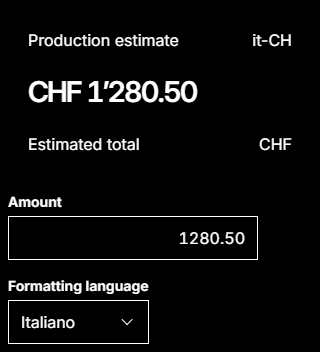 Production estimate it-CH
CHF 1’280.50
Estimated total CHF
Amount
1280.50
Formatting language
Italiano